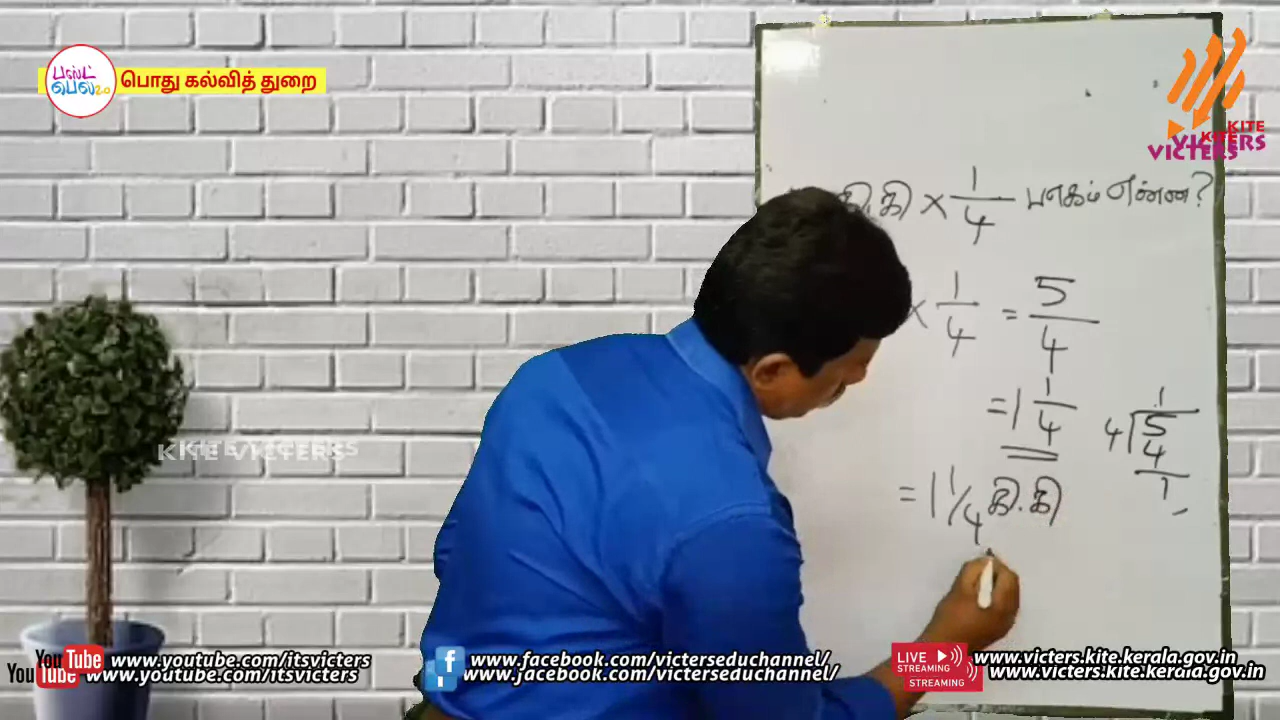 பஸ்ட்
பெல் 2.0
பொது கல்வித் துறை
KITE
VICTERS
கி.கி × 1/4 பாகம் என்ன?
× 1/4 = 5/4
= 1 1/4
4 5 1
4
1
= 1 1/4 கி.கி
KITE VICTERS
YouTube www.youtube.com/itsvicters
www.facebook.com/victerseduchannel/
LIVE STREAMING www.victers.kite.kerala.gov.in